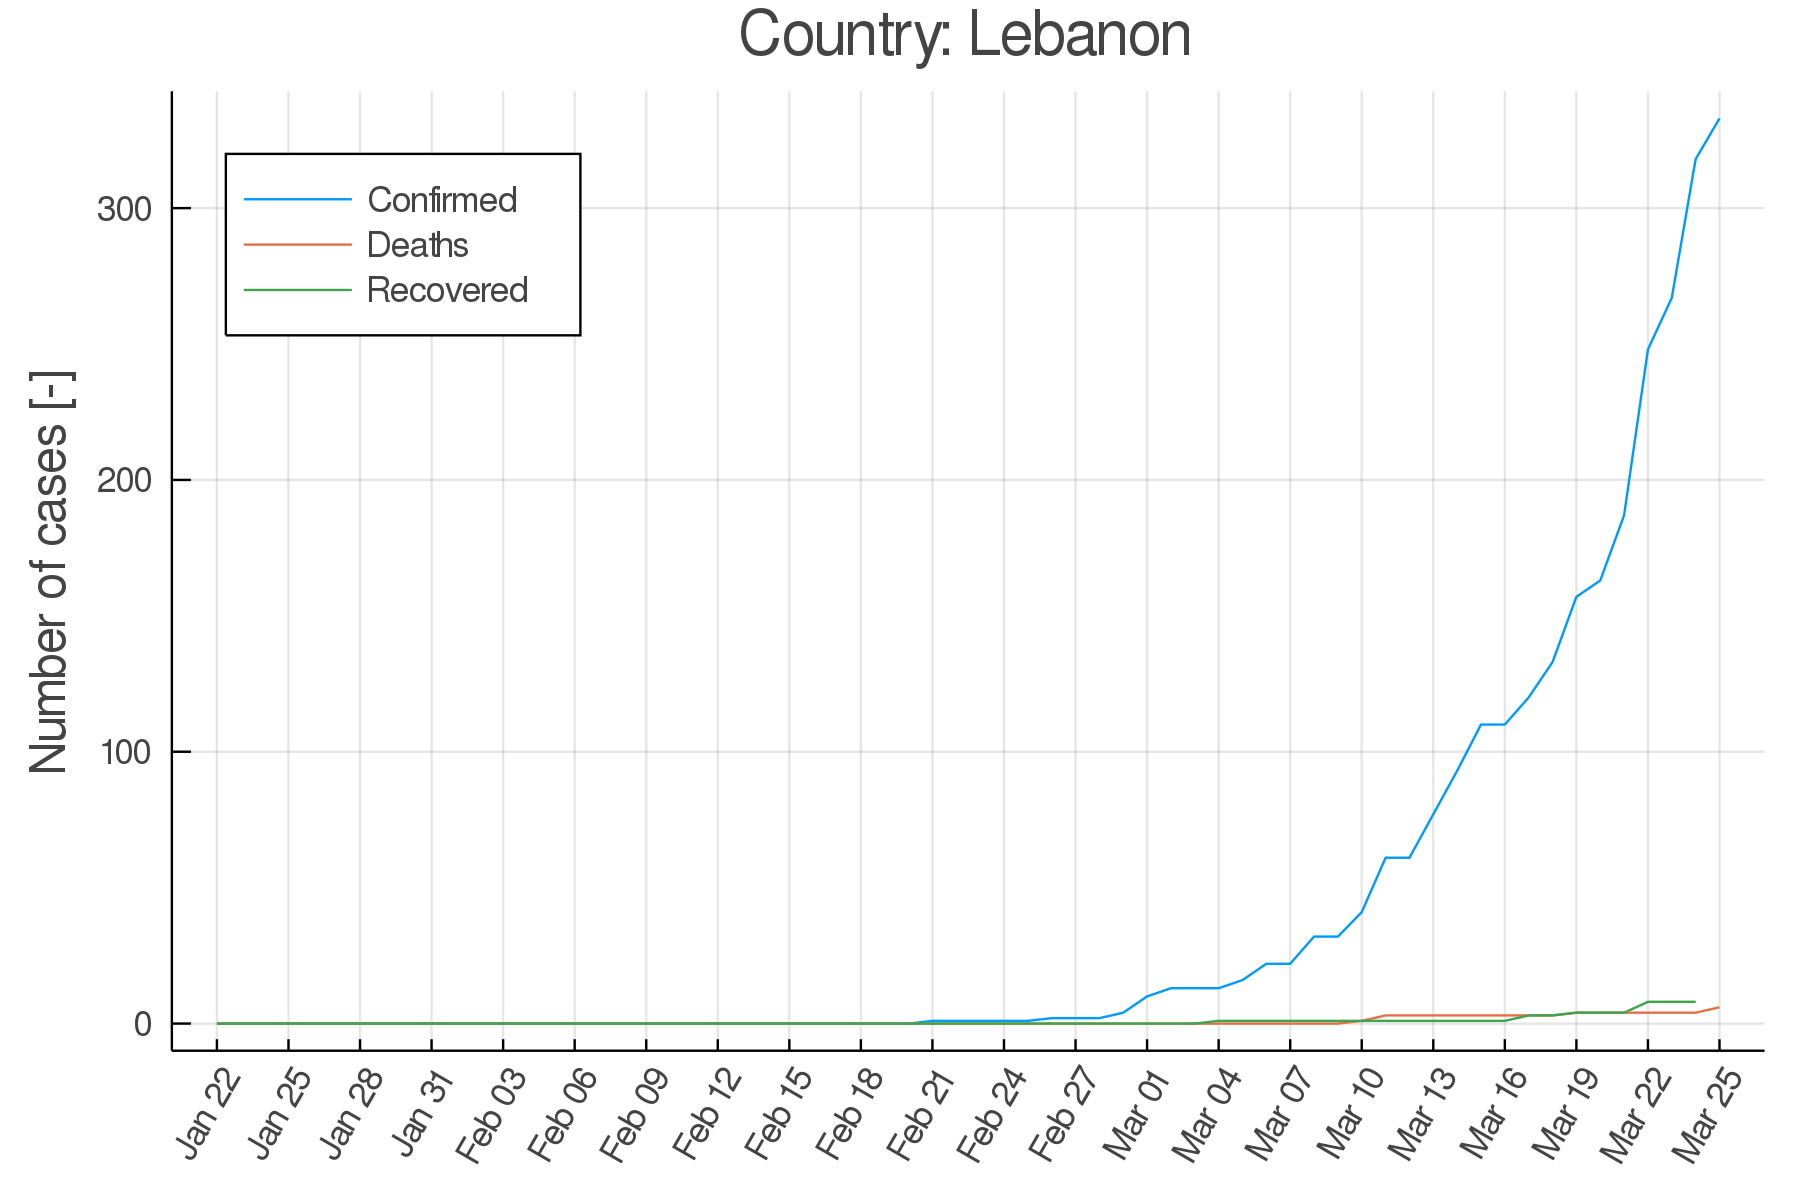 Country: Lebanon
Number of cases [-]
300
200
100
0
Confirmed
Deaths
Recovered
Jan 22
Jan 25
Jan 28
Jan 31
Feb 03
Feb 06
Feb 09
Feb 12
Feb 15
Feb 18
Feb 21
Feb 24
Feb 27
Mar 01
Mar 04
Mar 07
Mar 10
Mar 13
Mar 16
Mar 19
Mar 22
Mar 25